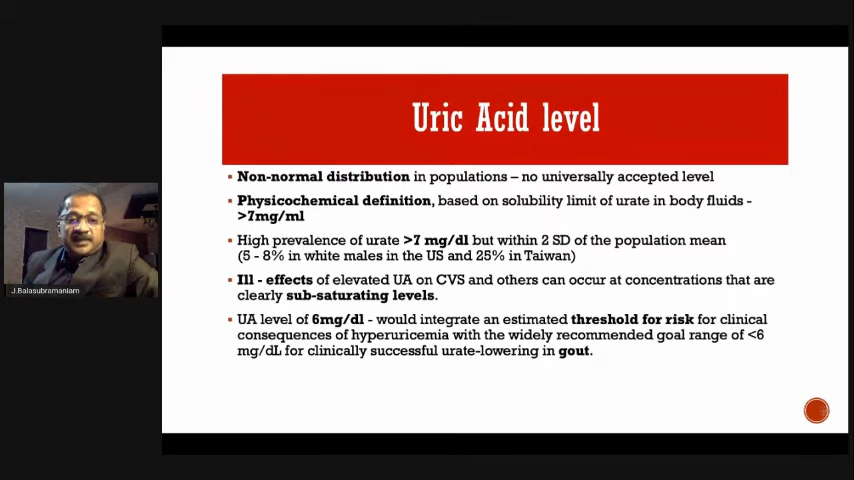 Uric Acid level
Non-normal distribution in populations – no universally accepted level
Physicochemical definition, based on solubility limit of urate in body fluids -
>7mg/ml
High prevalence of urate >7 mg/dl but within 2 SD of the population mean
(5 - 8% in white males in the US and 25% in Taiwan)
Ill - effects of elevated UA on CVS and others can occur at concentrations that are
clearly sub-saturating levels.
UA level of 6mg/dl - would integrate an estimated threshold for risk for clinical
consequences of hyperuricemia with the widely recommended goal range of <6
mg/dL for clinically successful urate-lowering in gout.
J.Balasubramaniam